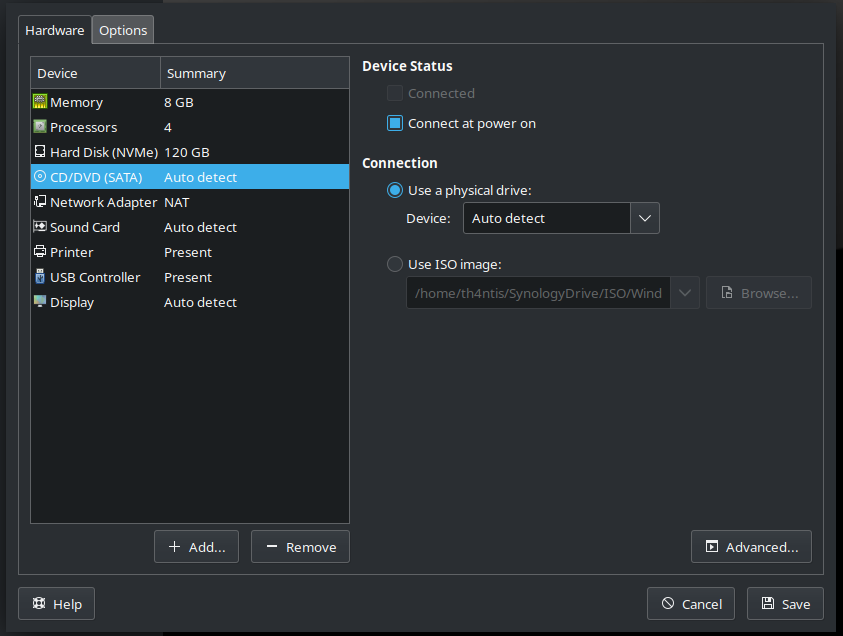 Hardware Options
Device Summary
Memory 8 GB
Processors 4
Hard Disk (NVMe) 120 GB
CD/DVD (SATA) Auto detect
Network Adapter NAT
Sound Card Auto detect
Printer Present
USB Controller Present
Display Auto detect
Add... Remove
Device Status
Connected
Connect at power on
Connection
Use a physical drive:
Device: Auto detect
Use ISO image:
/home/th4ntis/SynologyDrive/ISO/Wind Browse...
Advanced...
Help Cancel Save